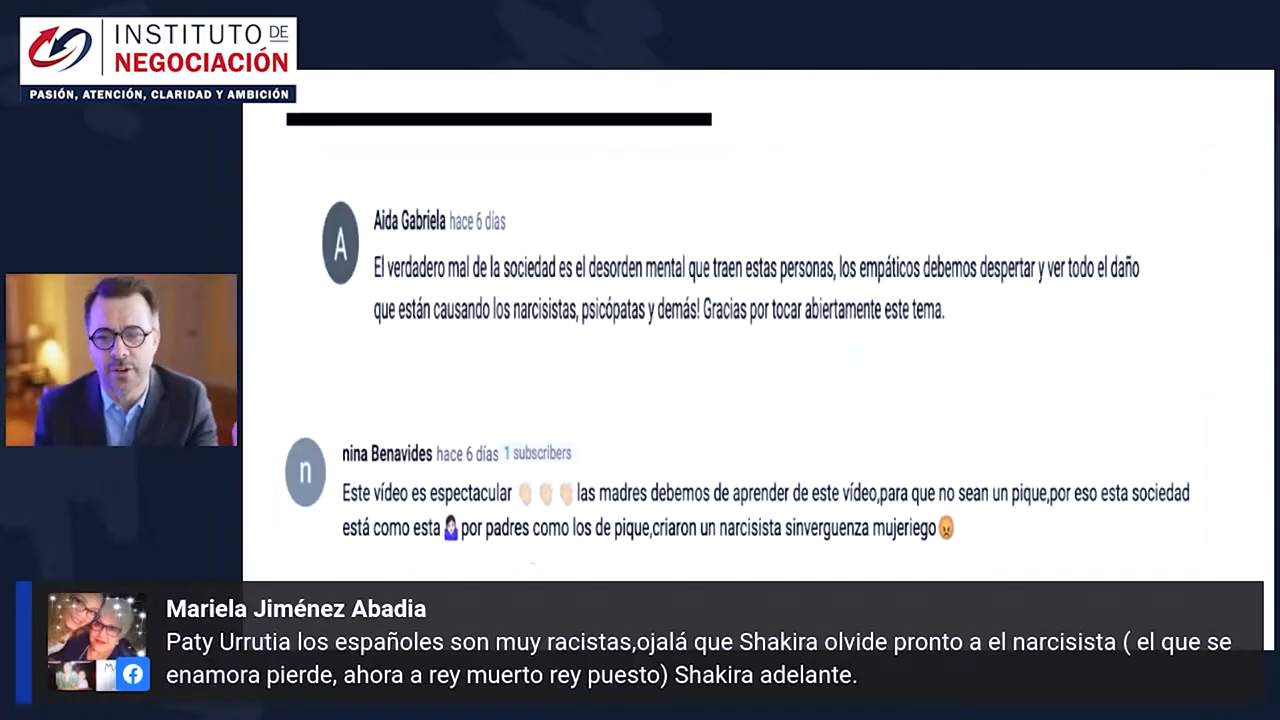 INSTITUTO DE
NEGOCIACIÓN
PASIÓN, ATENCIÓN, CLARIDAD Y AMBICIÓN
A
Aida Gabriela hace 6 días
El verdadero mal de la sociedad es el desorden mental que traen estas personas, los empáticos debemos despertar y ver todo el daño
que están causando los narcisistas, psicópatas y demás! Gracias por tocar abiertamente este tema.
n
nina Benavides hace 6 días 1 subscribers
Este vídeo es espectacular 👏🏻👏🏻👏🏻las madres debemos de aprender de este vídeo,para que no sean un pique,por eso esta sociedad
está como esta🤷🏻‍♀️por padres como los de pique,criaron un narcisista sinverguenza mujeriego😡
Mariela Jiménez Abadia
Paty Urrutia los españoles son muy racistas,ojalá que Shakira olvide pronto a el narcisista ( el que se
enamora pierde, ahora a rey muerto rey puesto) Shakira adelante.